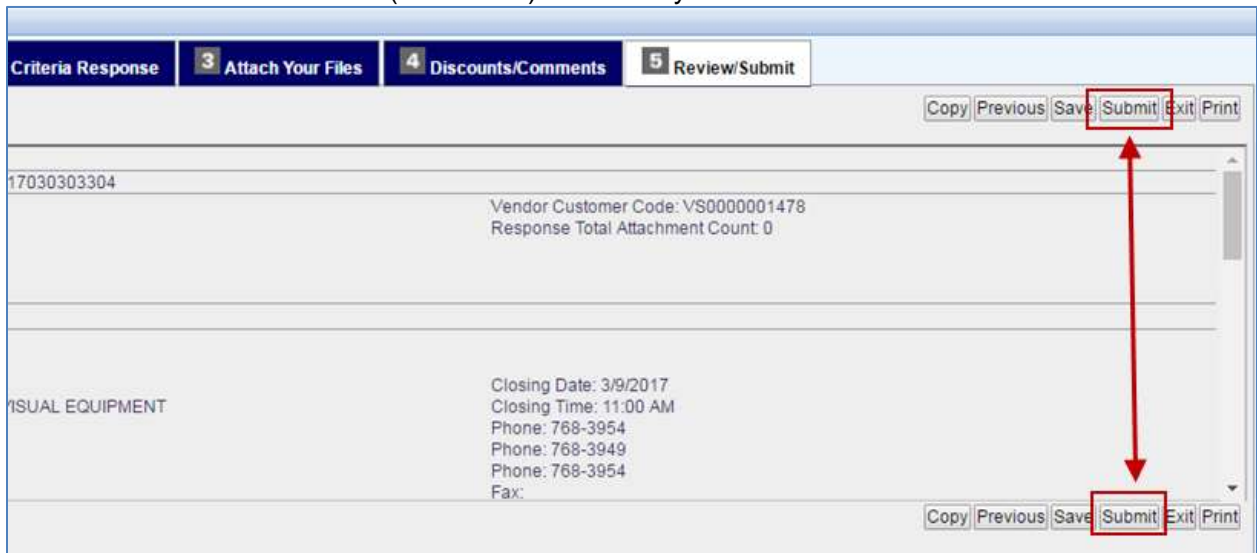 Criteria Response 3 Attach Your Files 4 Discounts/Comments 5 Review/Submit
Copy Previous Save Submit Exit Print
17030303304
Vendor Customer Code: VS0000001478
Response Total Attachment Count: 0
Closing Date: 3/9/2017
ISUAL EQUIPMENT Closing Time: 11:00 AM
Phone: 768-3954
Phone: 768-3949
Phone: 768-3954
Fax:
Copy Previous Save Submit Exit Print